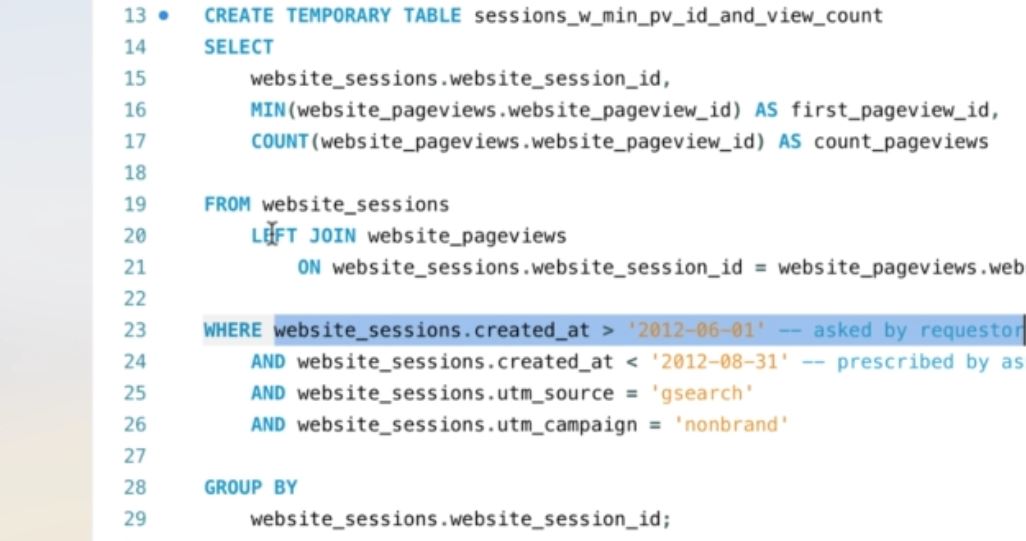 13 CREATE TEMPORARY TABLE sessions_w_min_pv_id_and_view_count
14 SELECT
15 website_sessions.website_session_id,
16 MIN(website_pageviews.website_pageview_id) AS first_pageview_id,
17 COUNT(website_pageviews.website_pageview_id) AS count_pageviews
18
19 FROM website_sessions
20 LEFT JOIN website_pageviews
21 ON website_sessions.website_session_id = website_pageviews.web
22
23 WHERE website_sessions.created_at > '2012-06-01' -- asked by requestor
24 AND website_sessions.created_at < '2012-08-31' -- prescribed by as
25 AND website_sessions.utm_source = 'gsearch'
26 AND website_sessions.utm_campaign = 'nonbrand'
27
28 GROUP BY
29 website_sessions.website_session_id;